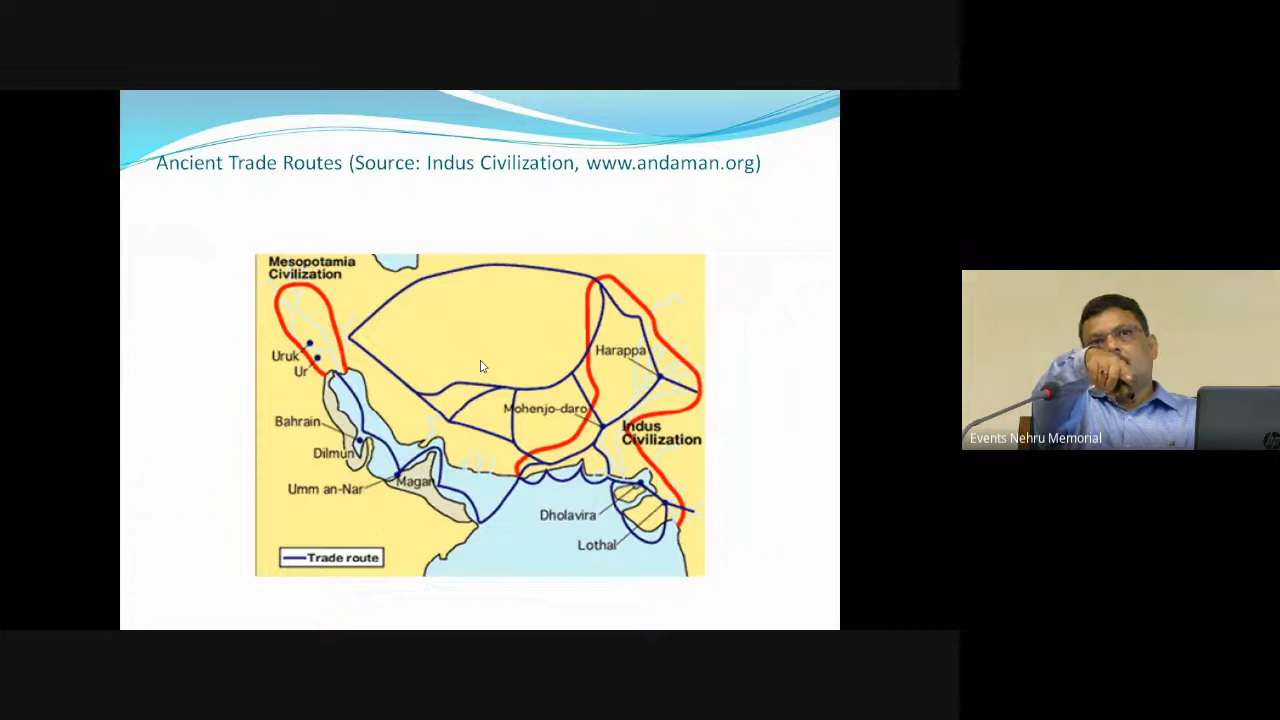 Ancient Trade Routes (Source: Indus Civilization, www.andaman.org)
Mesopotamia
Civilization
Uruk
Ur
Harappa
Bahrain
Mohenjo-daro
Indus
Civilization
Dilmun
Umm an-Nar
Magan
Dholavira
Lothal
Trade route
Events Nehru Memorial